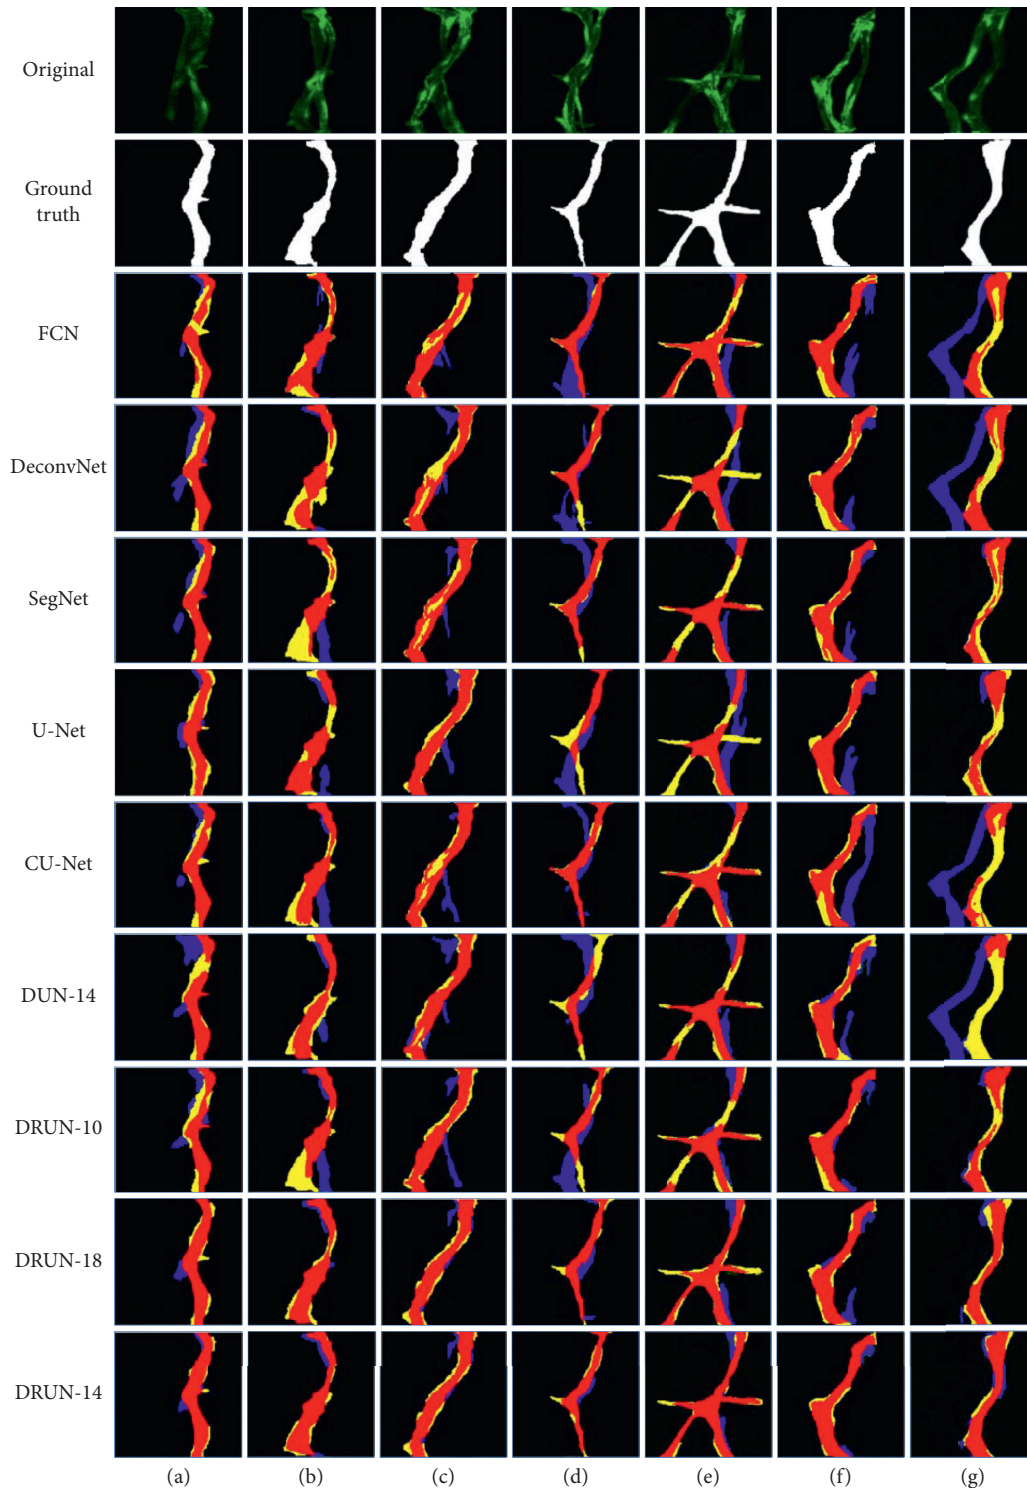 Original
Ground
truth
FCN
DeconvNet
SegNet
U-Net
CU-Net
DUN-14
DRUN-10
DRUN-18
DRUN-14
(a) (b) (c) (d) (e) (f) (g)